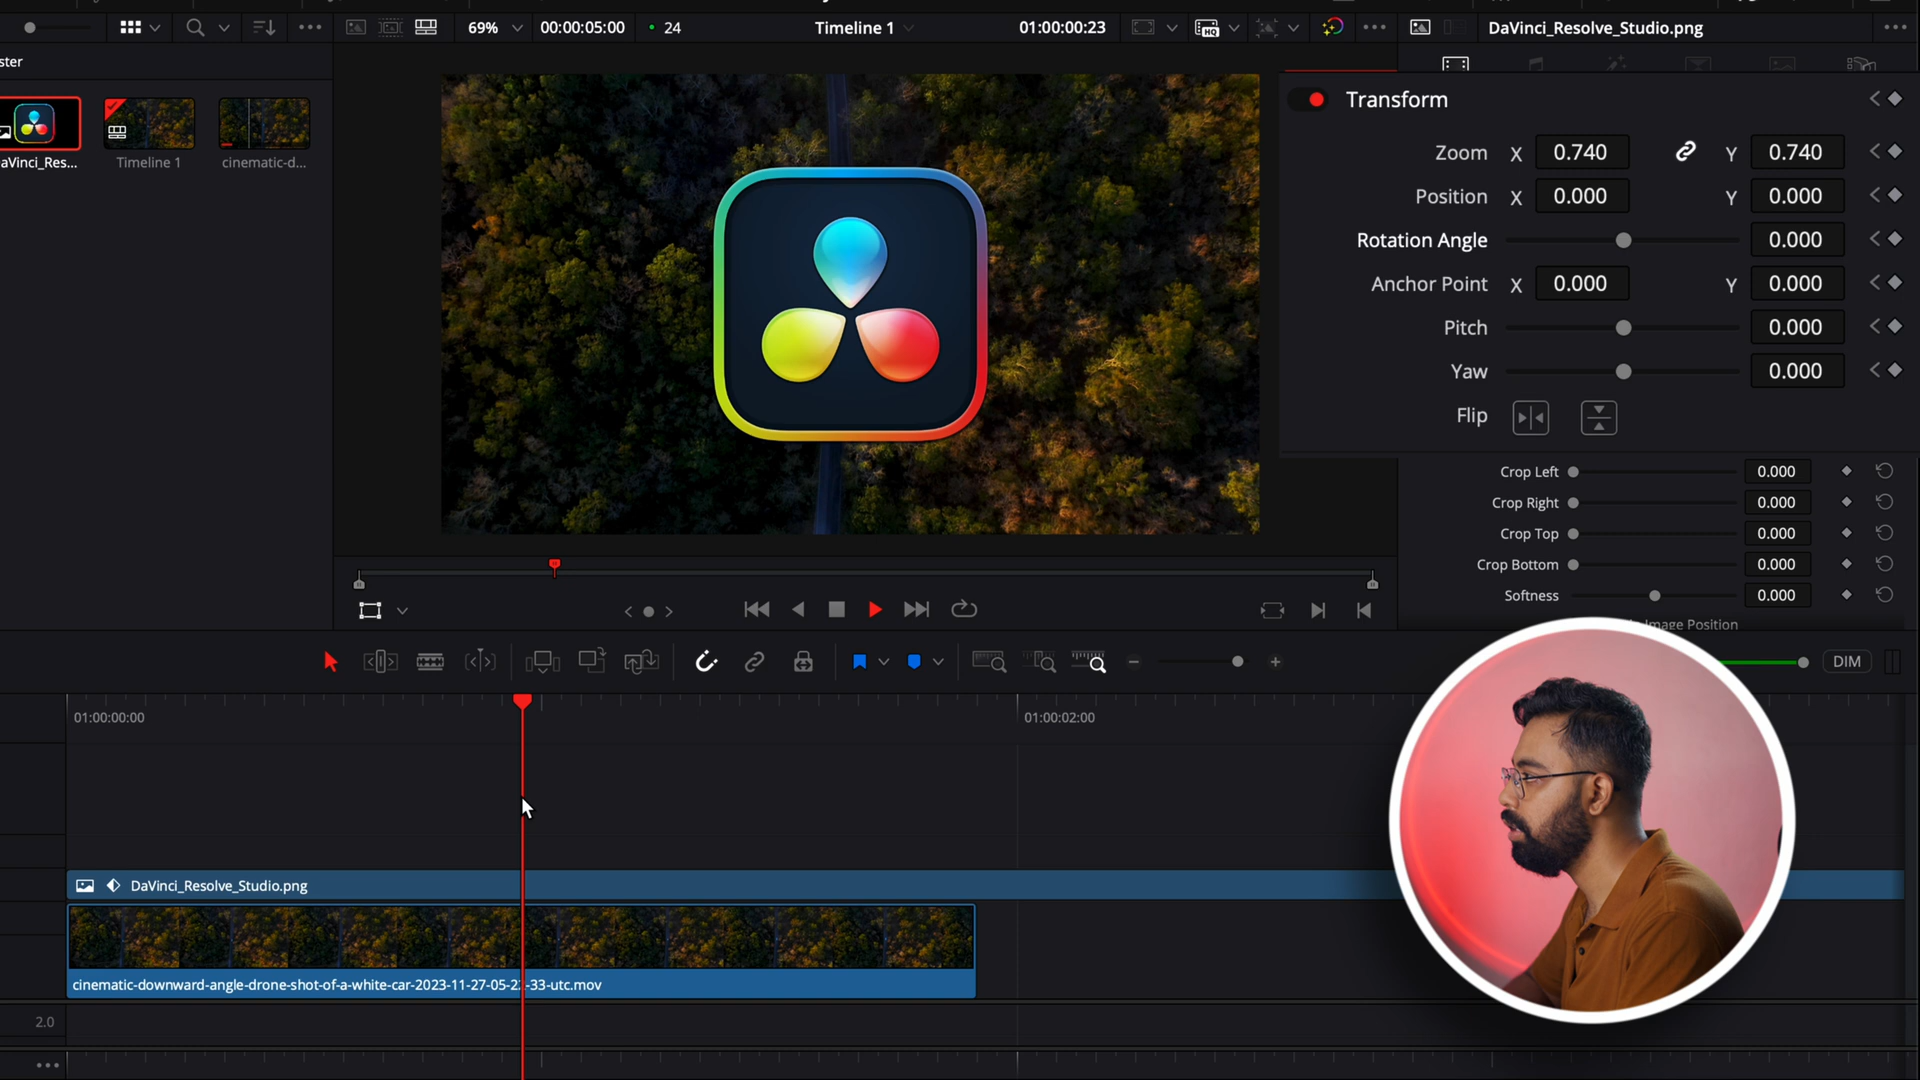 69%
00:00:05:00
24
Timeline 1
01:00:00:23
DaVinci_Resolve_Studio.png
ster
aVinci_Res...
Timeline 1
cinematic-d...
Transform
Zoom X 0.740 Y 0.740
Position X 0.000 Y 0.000
Rotation Angle 0.000
Anchor Point X 0.000 Y 0.000
Pitch 0.000
Yaw 0.000
Flip
Crop Left 0.000
Crop Right 0.000
Crop Top 0.000
Crop Bottom 0.000
Softness 0.000
Image Position
DIM
01:00:00:00
01:00:02:00
DaVinci_Resolve_Studio.png
cinematic-downward-angle-drone-shot-of-a-white-car-2023-11-27-05-2 -33-utc.mov
2.0